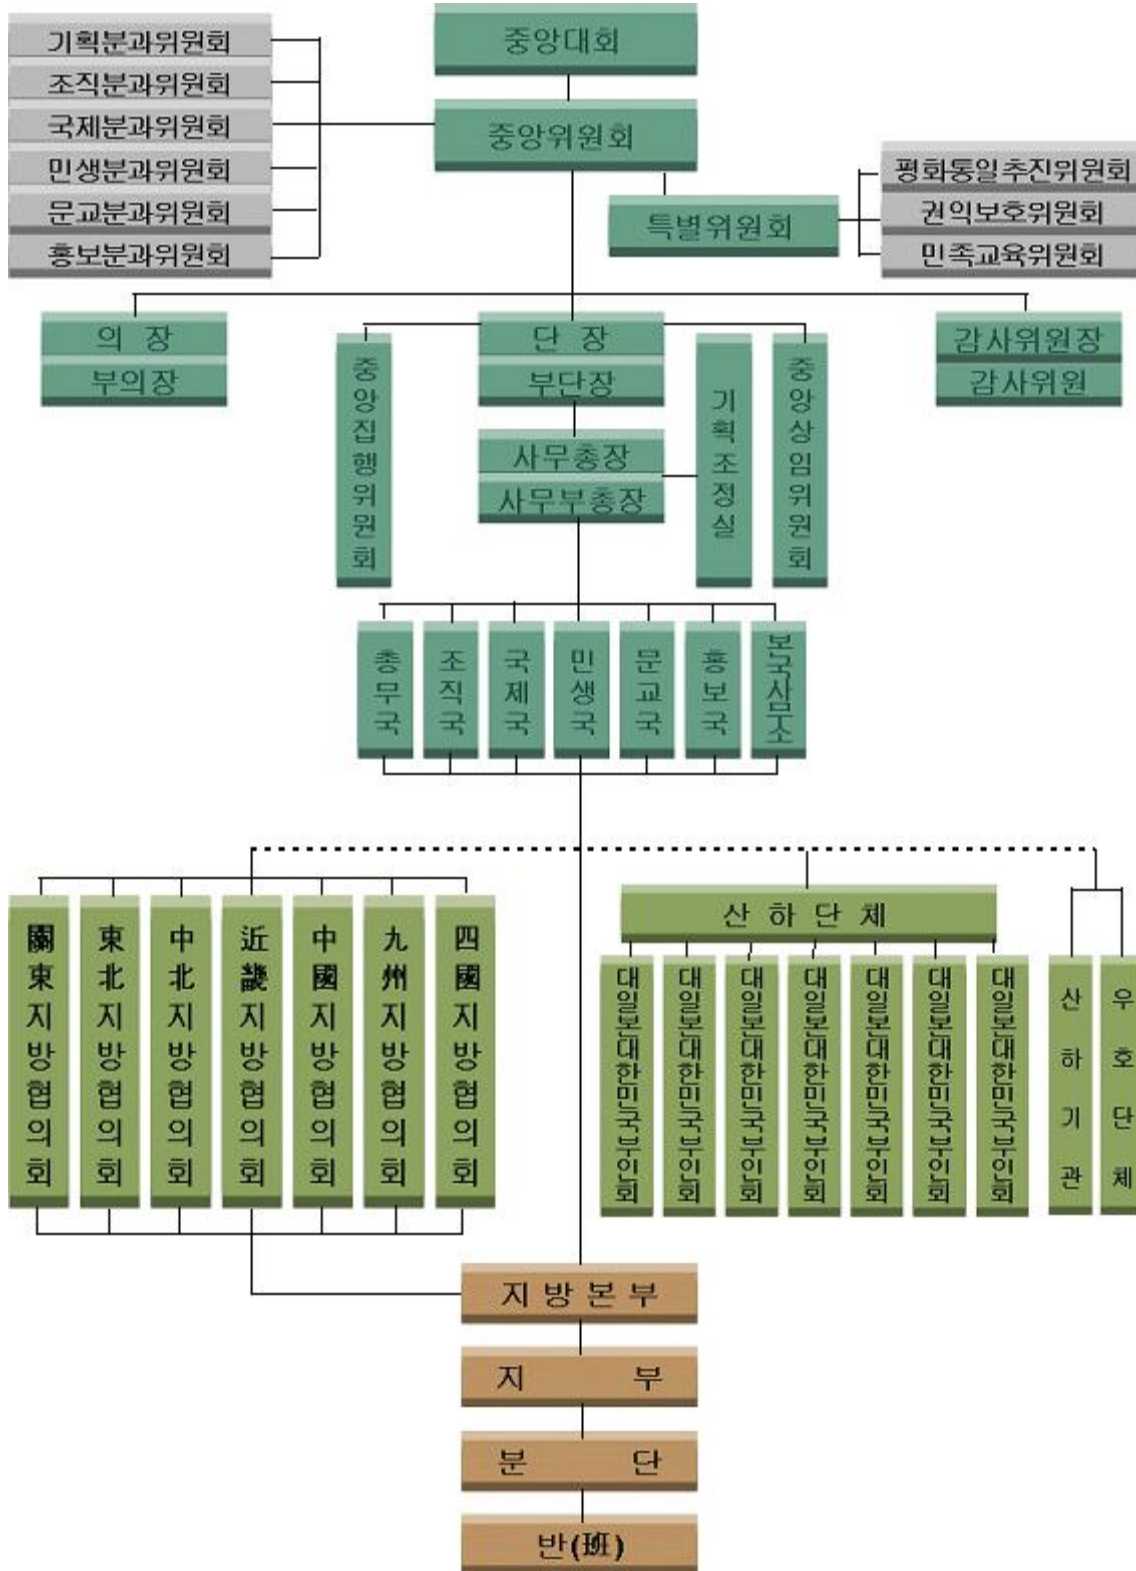 중앙대회
기획분과위원회
조직분과위원회
국제분과위원회
민생분과위원회
문교분과위원회
홍보분과위원회
중앙위원회
특별위원회
평화통일추진위원회
권익보호위원회
민족교육위원회
의 장
부의장
단 장
부단장
감사위원장
감사위원
중앙집행위원회
사무총장
사무부총장
기획조정실
중앙상임위원회
총무국
조직국
국제국
민생국
문교국
홍보국
본국사무소
關東지방협의회
東北지방협의회
中北지방협의회
近畿지방협의회
中國지방협의회
九州지방협의회
四國지방협의회
산 하 단 체
대일본대한민국부인회
대일본대한민국부인회
대일본대한민국부인회
대일본대한민국부인회
대일본대한민국부인회
대일본대한민국부인회
대일본대한민국부인회
산하기관
우호단체
지 방 본 부
지 부
분 단
반(班)